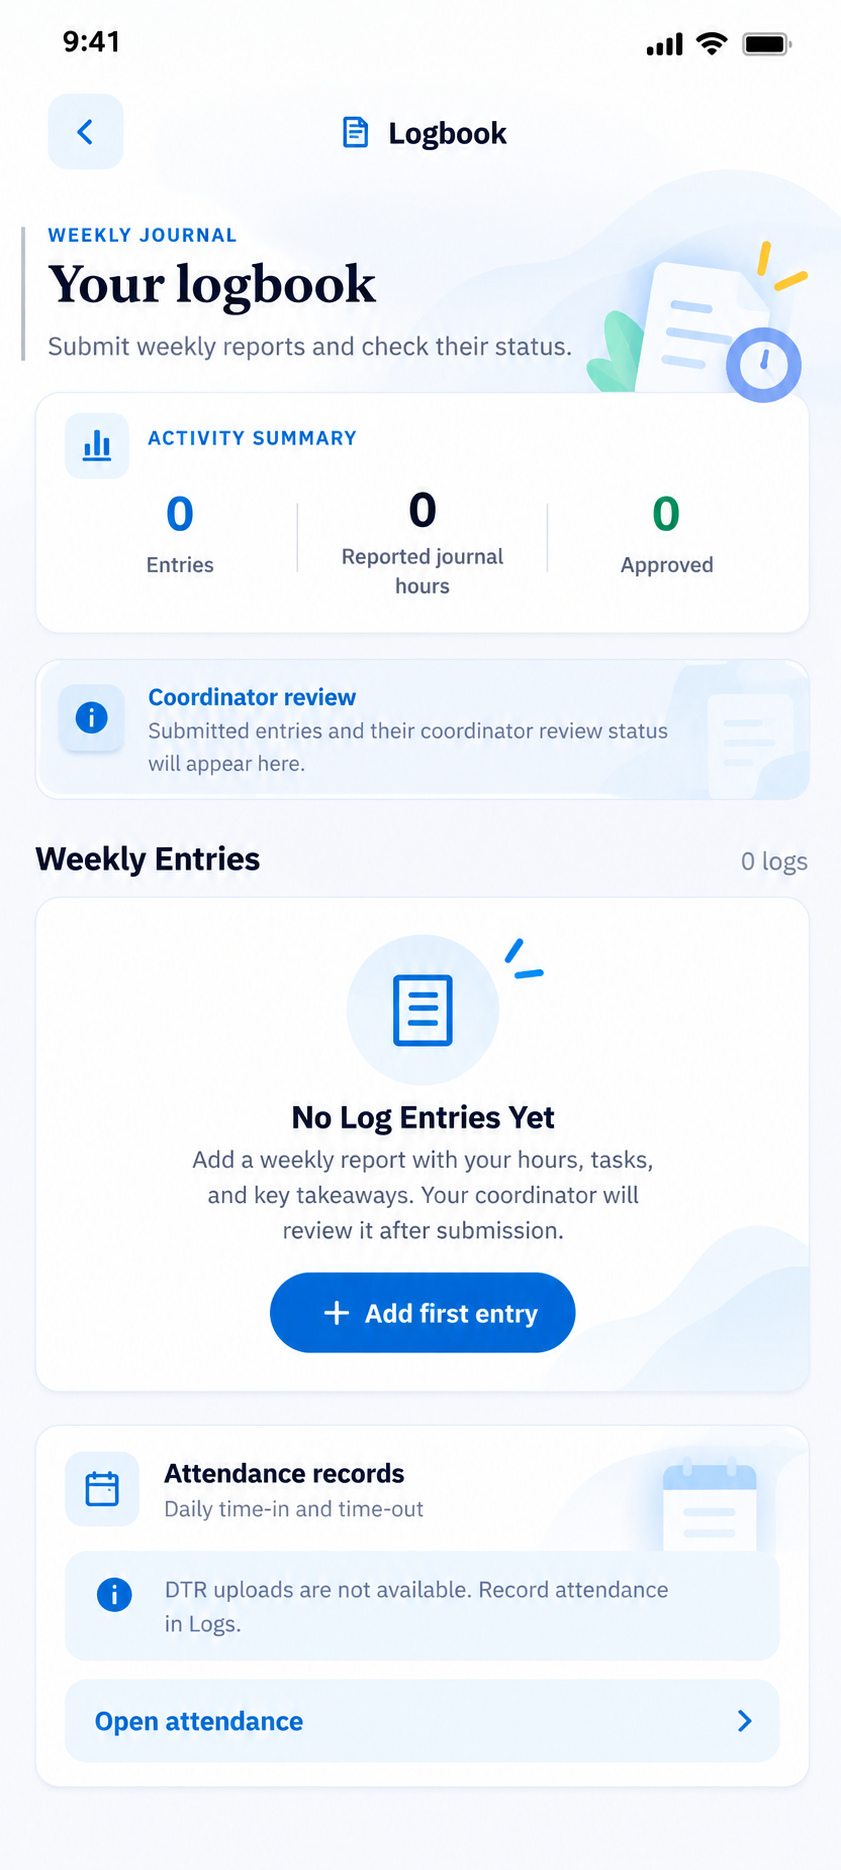 9:41
Logbook
WEEKLY JOURNAL
Your logbook
Submit weekly reports and check their status.
ACTIVITY SUMMARY
0
Entries
0
Reported journal
hours
0
Approved
Coordinator review
Submitted entries and their coordinator review status
will appear here.
Weekly Entries
0 logs
No Log Entries Yet
Add a weekly report with your hours, tasks,
and key takeaways. Your coordinator will
review it after submission.
Add first entry
Attendance records
Daily time-in and time-out
DTR uploads are not available. Record attendance
in Logs.
Open attendance